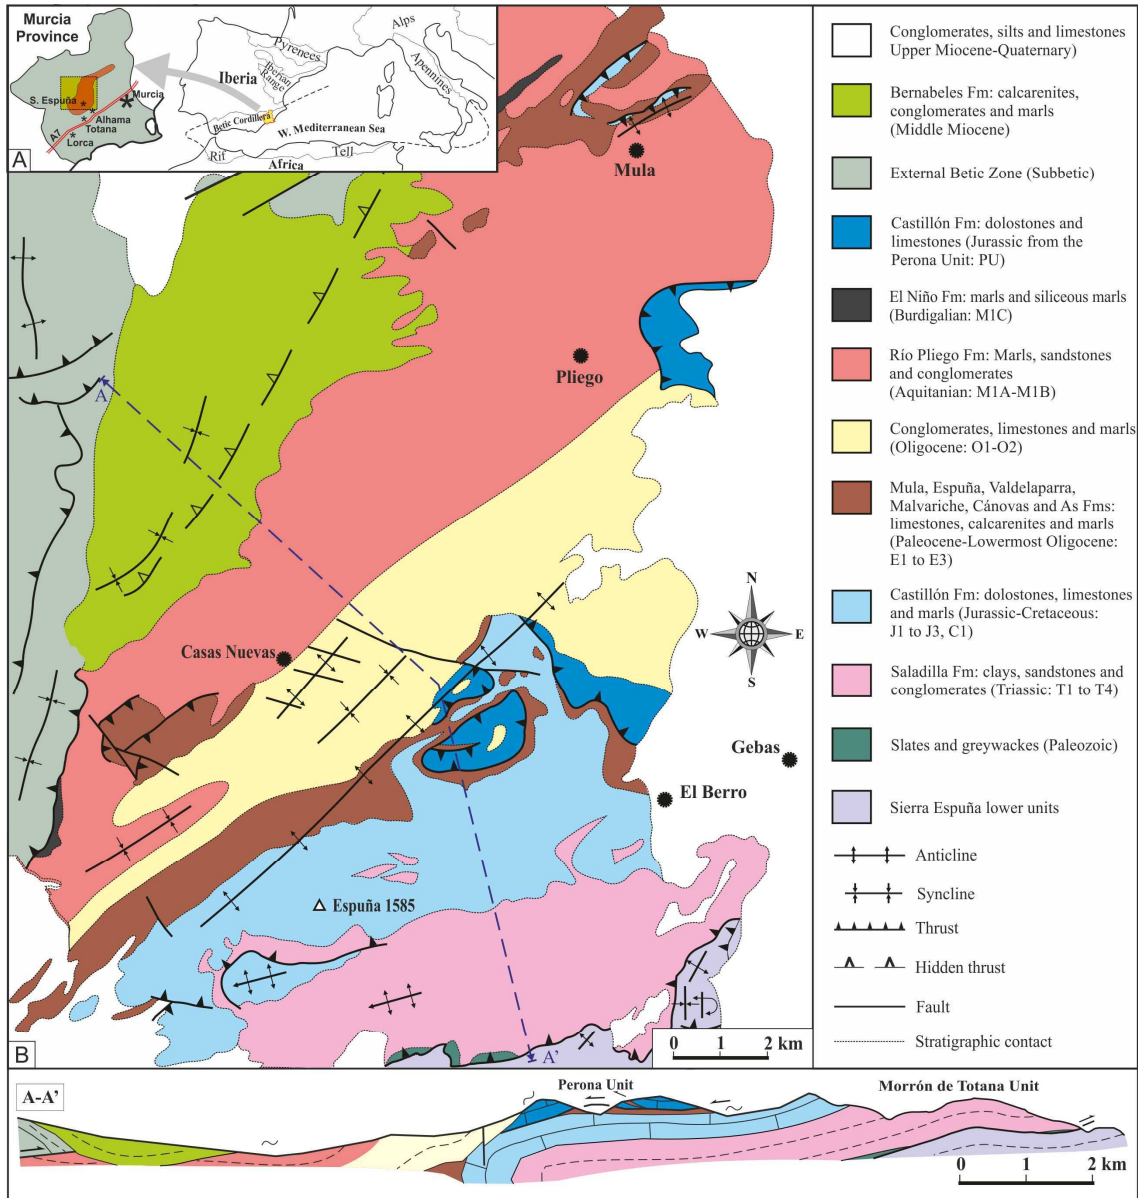 Murcia
Province
S. Espuña
Murcia
Alhama
Totana
A7
Lorca
A
Alps
Pyrenees
Iberian
Range
Apennines
Iberia
Betic Cordillera
W. Mediterranean Sea
Rif
Tell
Africa
Mula
Pliego
A
Casas Nuevas
N
W
E
S
Gebas
El Berro
Espuña 1585
A'
B
0 1 2 km
Conglomerates, silts and limestones
Upper Miocene-Quaternary)
Bernabeles Fm: calcarenites,
conglomerates and marls
(Middle Miocene)
External Betic Zone (Subbetic)
Castillón Fm: dolostones and
limestones (Jurassic from the
Perona Unit: PU)
El Niño Fm: marls and siliceous marls
(Burdigalian: M1C)
Río Pliego Fm: Marls, sandstones
and conglomerates
(Aquitanian: M1A-M1B)
Conglomerates, limestones and marls
(Oligocene: O1-O2)
Mula, Espuña, Valdelaparra,
Malvariche, Cánovas and As Fms:
limestones, calcarenites and marls
(Paleocene-Lowermost Oligocene:
E1 to E3)
Castillón Fm: dolostones, limestones
and marls (Jurassic-Cretaceous:
J1 to J3, C1)
Saladilla Fm: clays, sandstones and
conglomerates (Triassic: T1 to T4)
Slates and greywackes (Paleozoic)
Sierra Espuña lower units
Anticline
Syncline
Thrust
Hidden thrust
Fault
Stratigraphic contact
A-A'
Perona Unit
Morrón de Totana Unit
0 1 2 km